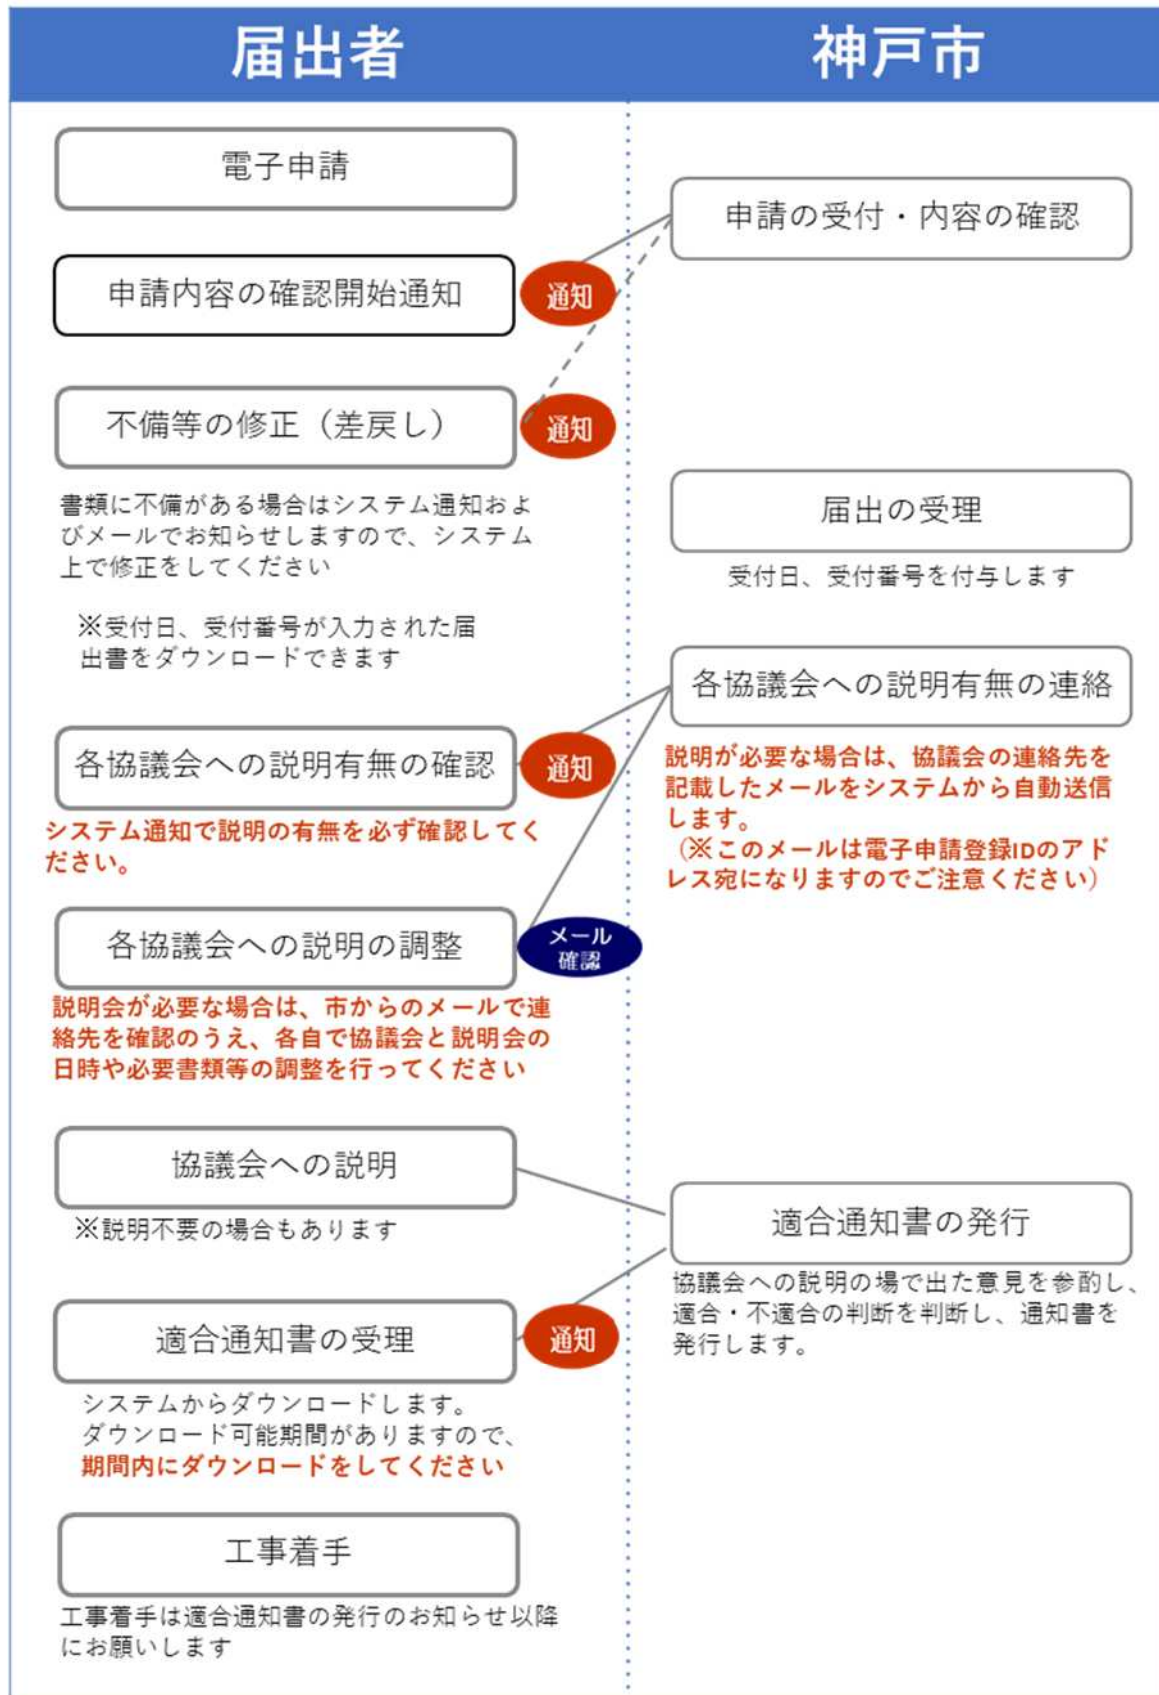 届出者
神戸市
電子申請
申請の受付・内容の確認
申請内容の確認開始通知
通知
不備等の修正（差戻し）
通知
書類に不備がある場合はシステム通知およ
びメールでお知らせしますので、システム
上で修正をしてください
届出の受理
受付日、受付番号を付与します
※受付日、受付番号が入力された届
出書をダウンロードできます
各協議会への説明有無の連絡
説明が必要な場合は、協議会の連絡先を
記載したメールをシステムから自動送信
します。
（※このメールは電子申請登録IDのアド
レス宛になりますのでご注意ください）
各協議会への説明有無の確認
通知
システム通知で説明の有無を必ず確認してく
ださい。
各協議会への説明の調整
メール
確認
説明会が必要な場合は、市からのメールで連
絡先を確認のうえ、各自で協議会と説明会の
日時や必要書類等の調整を行ってください
協議会への説明
※説明不要の場合もあります
適合通知書の発行
協議会への説明の場で出た意見を参酌し、
適合・不適合の判断を判断し、通知書を
発行します。
適合通知書の受理
通知
システムからダウンロードします。
ダウンロード可能期間がありますので、
期間内にダウンロードをしてください
工事着手
工事着手は適合通知書の発行のお知らせ以降
にお願いします